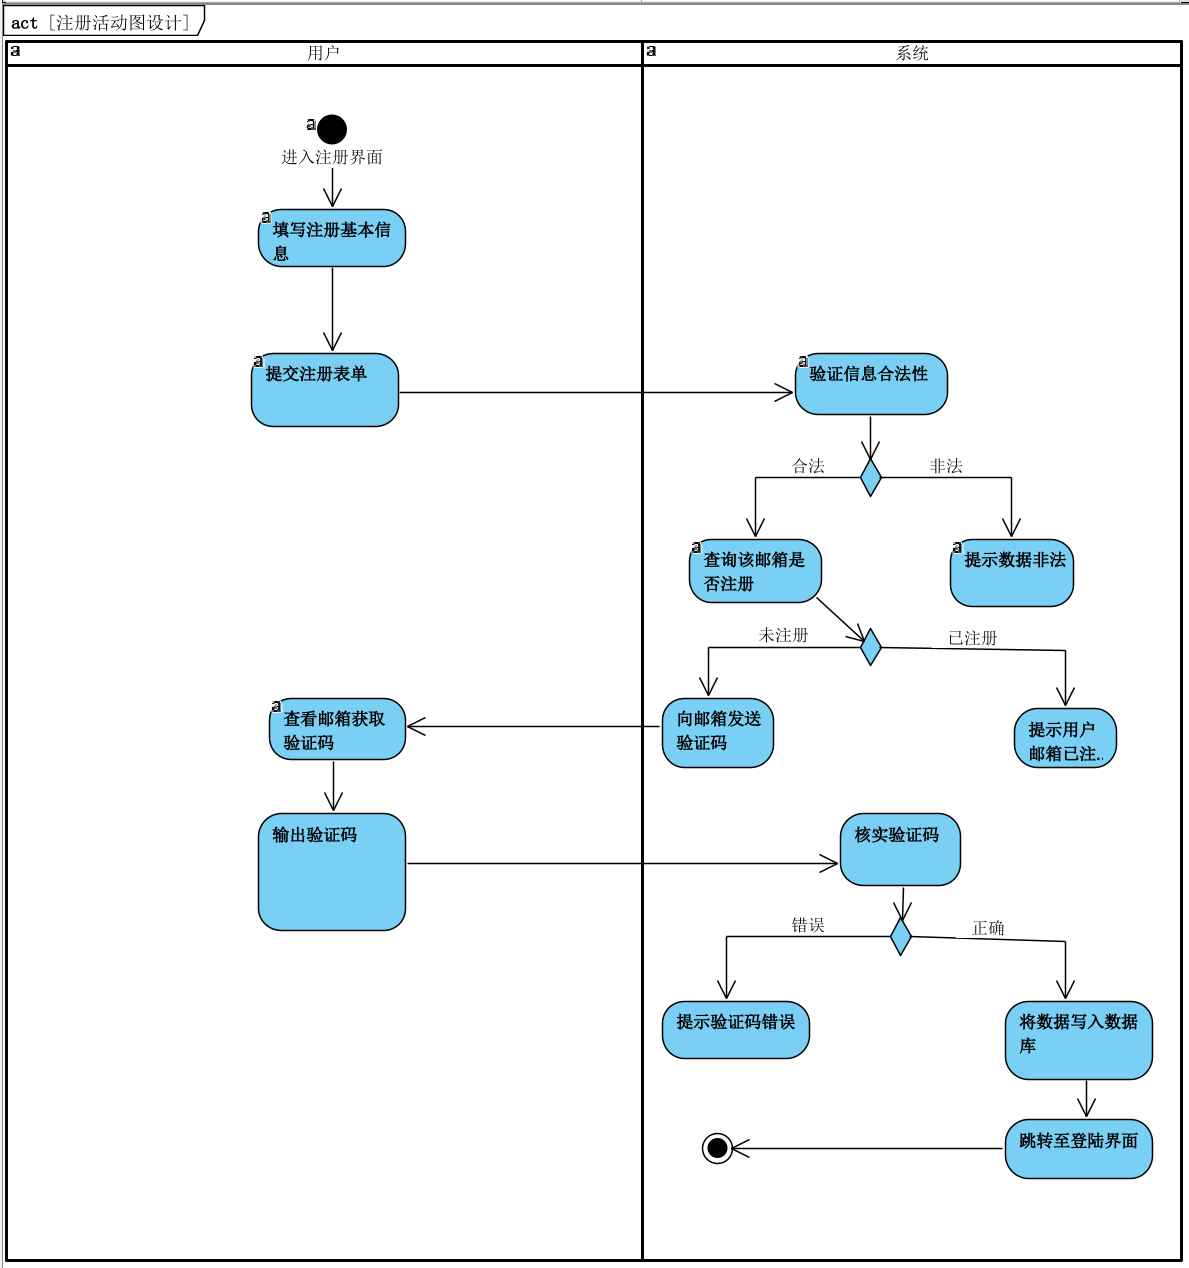 act [注册活动图设计]
a
用户
a
系统
a
进入注册界面
a
填写注册基本信
息
a
提交注册表单
a
验证信息合法性
合法
非法
a
查询该邮箱是
否注册
a
提示数据非法
未注册
已注册
a
查看邮箱获取
验证码
向邮箱发送
验证码
提示用户
邮箱已注..
输出验证码
核实验证码
错误
正确
提示验证码错误
将数据写入数据
库
跳转至登陆界面